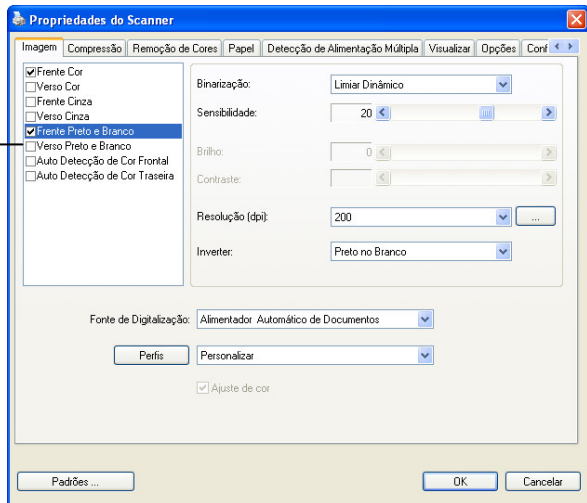 Propriedades do Scanner
Imagem Compressão Remoção de Cores Papel Detecção de Alimentação Múltipla Visualizar Opções Conf
Frente Cor
Verso Cor
Frente Cinza
Verso Cinza
Frente Preto e Branco
Verso Preto e Branco
Auto Detecção de Cor Frontal
Auto Detecção de Cor Traseira
Binarização: Limiar Dinâmico
Sensibilidade: 20
Brilho: 0
Contraste:
Resolução (dpi): 200 ...
Inverter: Preto no Branco
Fonte de Digitalização: Alimentador Automático de Documentos
Perfis Personalizar
Ajuste de cor
Padrões ... OK Cancelar